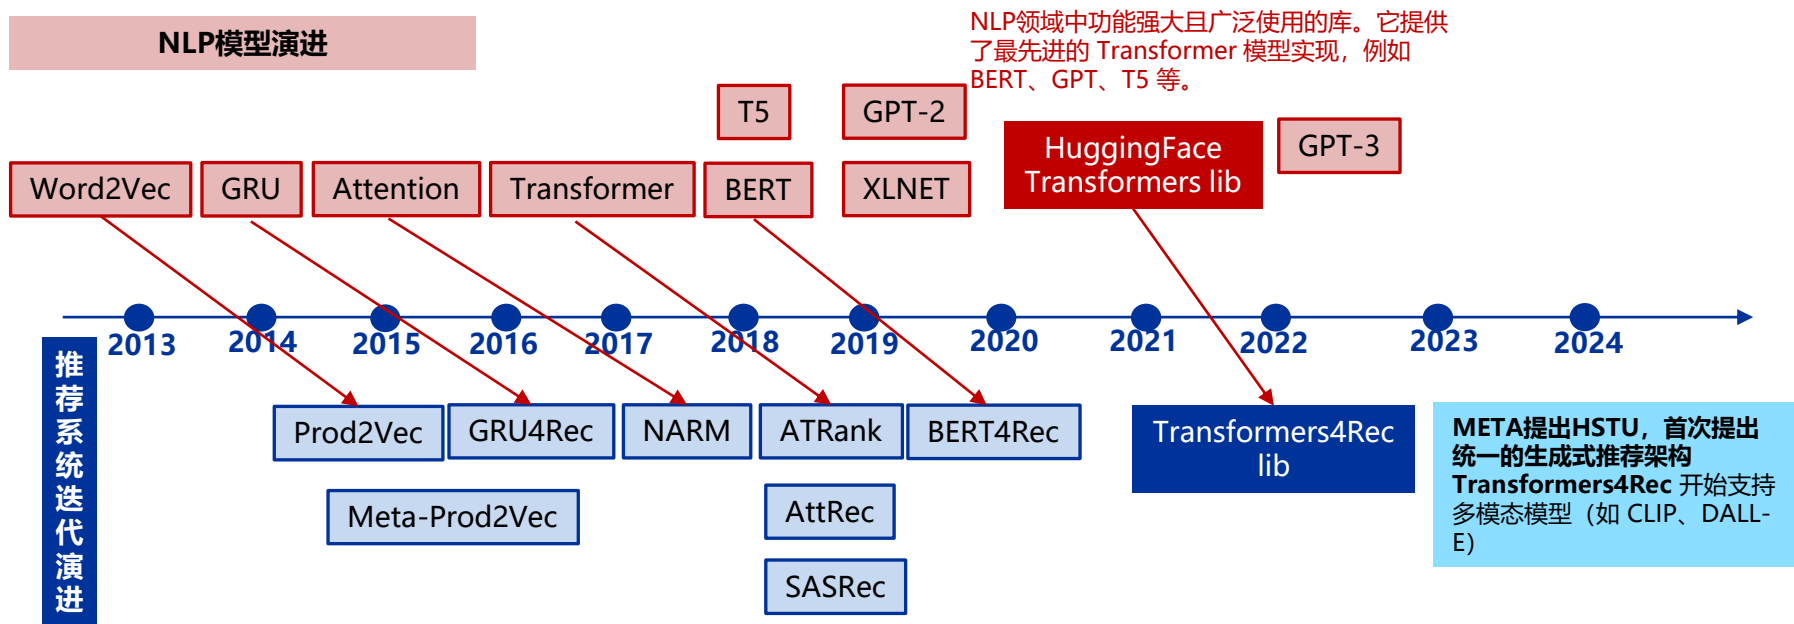 NLP模型演进
NLP领域中功能强大且广泛使用的库。它提供
了最先进的 Transformer 模型实现，例如
BERT、GPT、T5 等。
T5
GPT-2
HuggingFace
Transformers lib
GPT-3
Word2Vec
GRU
Attention
Transformer
BERT
XLNET
2013
2014
2015
2016
2017
2018
2019
2020
2021
2022
2023
2024
推荐系统迭代演进
Prod2Vec
GRU4Rec
NARM
ATRank
BERT4Rec
Transformers4Rec
lib
Meta-Prod2Vec
AttRec
SASRec
META提出HSTU，首次提出
统一的生成式推荐架构
Transformers4Rec 开始支持
多模态模型（如 CLIP、DALL-
E）